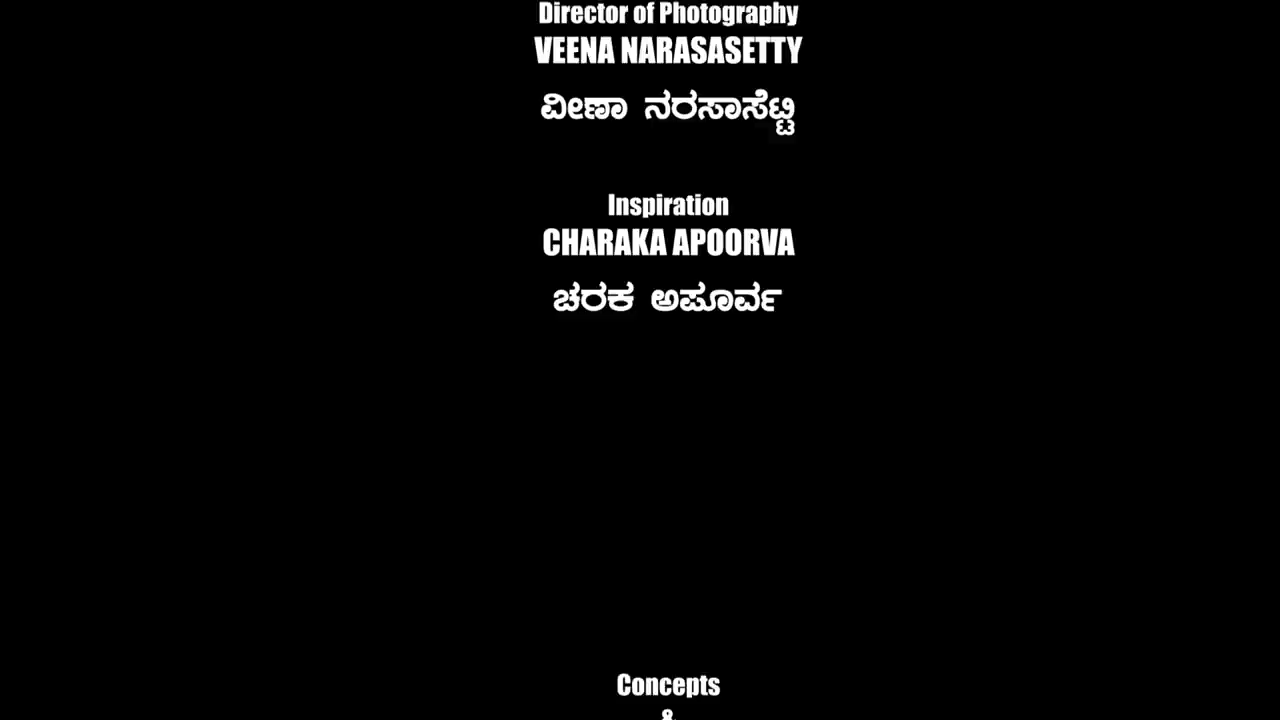 Director of Photography
VEENA NARASASETTY
ವೀಣಾ ನರಸಾಸೆಟ್ಟಿ
Inspiration
CHARAKA APOORVA
ಚರಕ ಅಪೂರ್ವ
Concepts
&